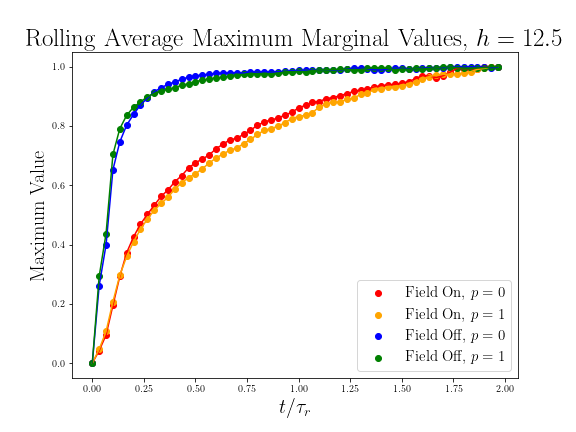 Rolling Average Maximum Marginal Values, h = 12.5
Maximum Value
1.0
0.8
0.6
0.4
0.2
0.0
Field On, p = 0
Field On, p = 1
Field Off, p = 0
Field Off, p = 1
0.00 0.25 0.50 0.75 1.00 1.25 1.50 1.75 2.00
t/τ_r